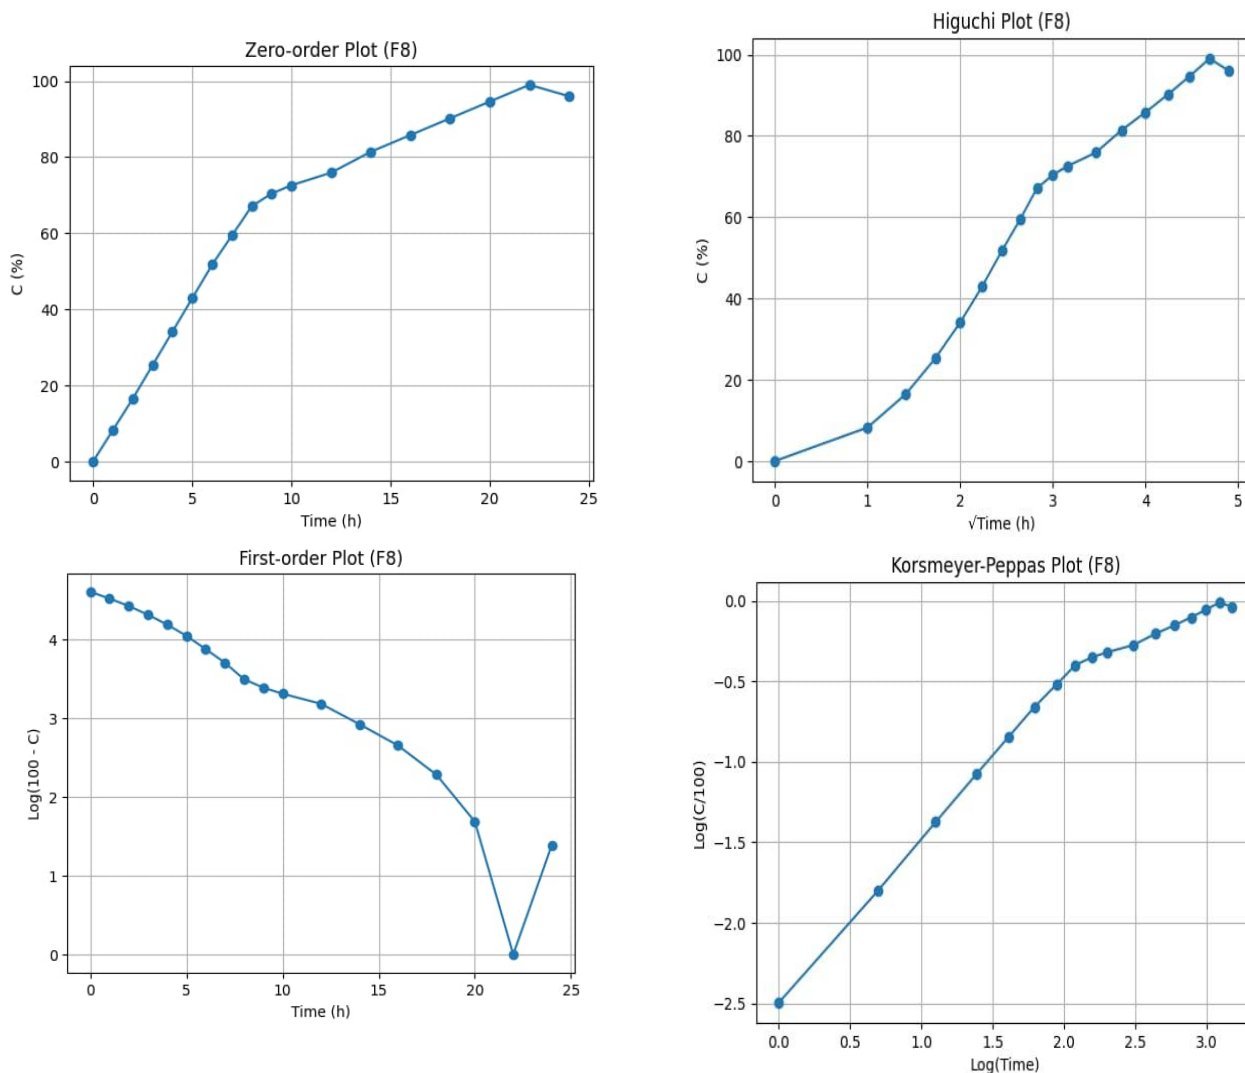 Zero-order Plot (F8)
100
80
60
40
20
0
C (%)
0 5 10 15 20 25
Time (h)
Higuchi Plot (F8)
100
80
60
40
20
0
C (%)
0 1 2 3 4 5
√Time (h)
First-order Plot (F8)
4
3
2
1
0
Log(100 - C)
0 5 10 15 20 25
Time (h)
Korsmeyer-Peppas Plot (F8)
0.0
−0.5
−1.0
−1.5
−2.0
−2.5
Log(C/100)
0.0 0.5 1.0 1.5 2.0 2.5 3.0
Log(Time)